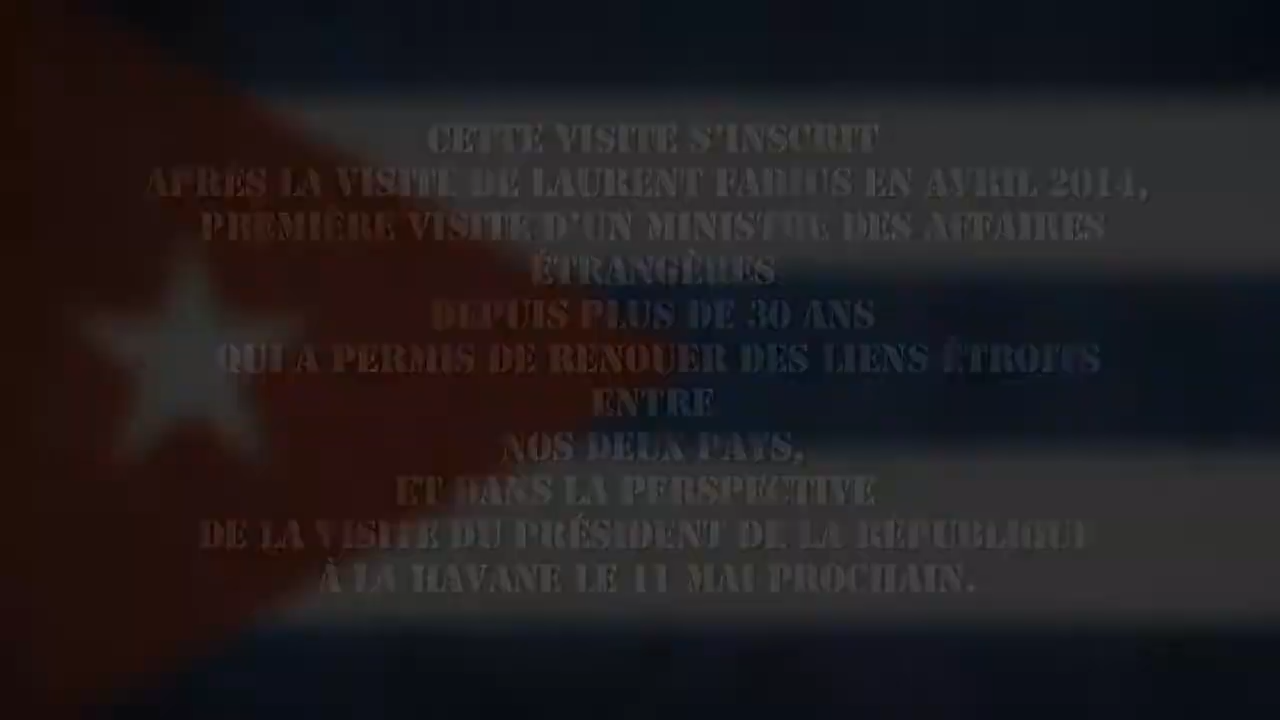 CETTE VISITE S'INSCRIT
APRÈS LA VISITE DE LAURENT FABIUS EN AVRIL 2014,
PREMIÈRE VISITE D'UN MINISTRE DES AFFAIRES
ÉTRANGÈRES
DEPUIS PLUS DE 30 ANS
QUI A PERMIS DE RENOUER DES LIENS ÉTROITS
ENTRE
NOS DEUX PAYS,
ET DANS LA PERSPECTIVE
DE LA VISITE DU PRÉSIDENT DE LA RÉPUBLIQUE
À LA HAVANE LE 11 MAI PROCHAIN.